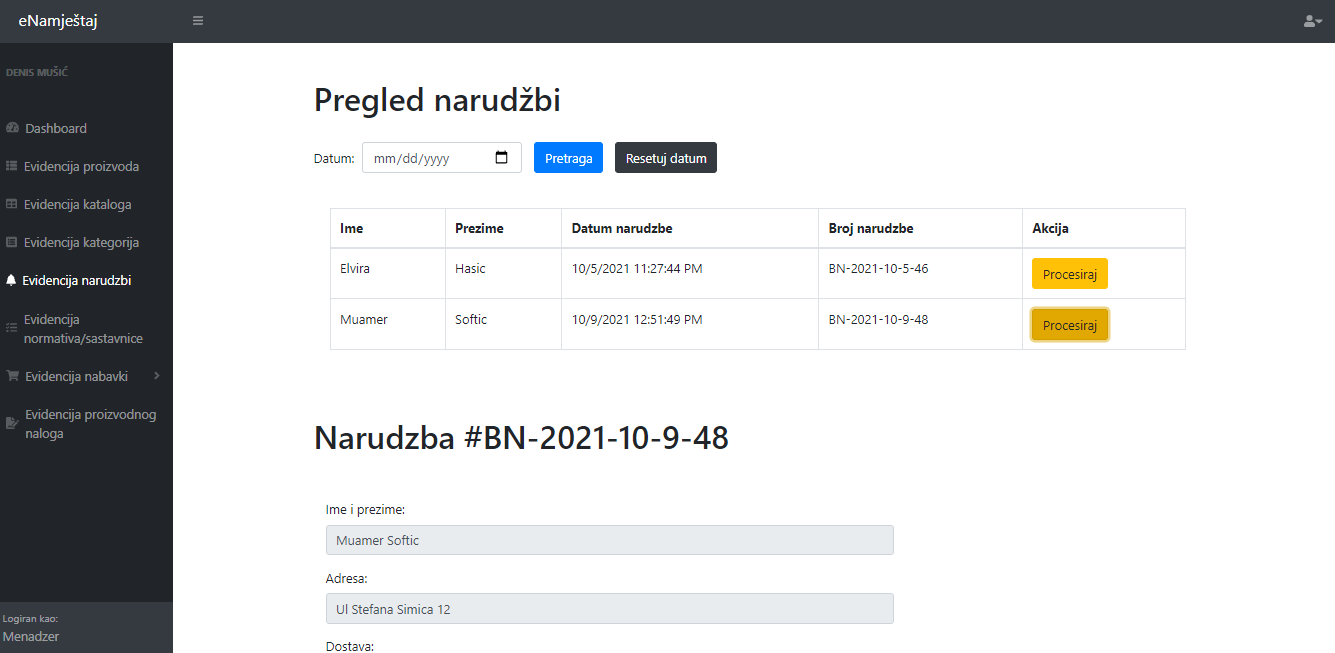 eNamještaj
DENIS MUŠIĆ
Dashboard
Evidencija proizvoda
Evidencija kataloga
Evidencija kategorija
Evidencija narudzbi
Evidencija
normativa/sastavnice
Evidencija nabavki
Evidencija proizvodnog
naloga
Logiran kao:
Menadzer
Pregled narudžbi
Datum: mm/dd/yyyy Pretraga Resetuj datum
Ime Prezime Datum narudzbe Broj narudzbe Akcija
Elvira Hasic 10/5/2021 11:27:44 PM BN-2021-10-5-46 Procesiraj
Muamer Softic 10/9/2021 12:51:49 PM BN-2021-10-9-48 Procesiraj
Narudzba #BN-2021-10-9-48
Ime i prezime:
Muamer Softic
Adresa:
Ul Stefana Simica 12
Dostava: